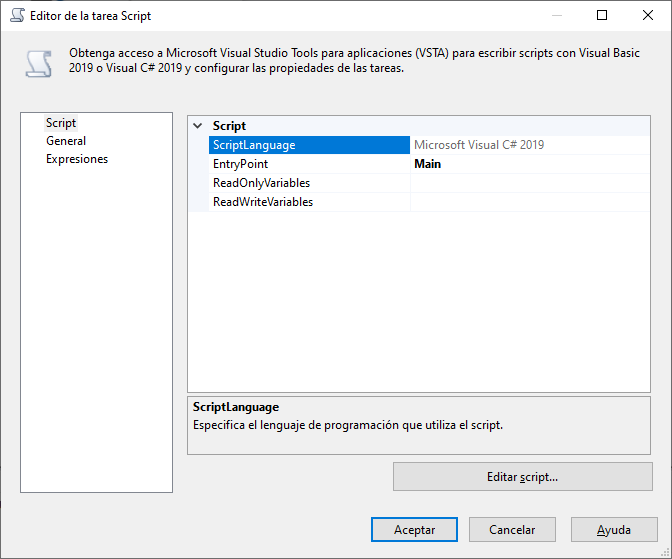 Editor de la tarea Script
Obtenga acceso a Microsoft Visual Studio Tools para aplicaciones (VSTA) para escribir scripts con Visual Basic
2019 o Visual C# 2019 y configurar las propiedades de las tareas.
Script
General
Expresiones
Script
ScriptLanguage Microsoft Visual C# 2019
EntryPoint Main
ReadOnlyVariables
ReadWriteVariables
ScriptLanguage
Especifica el lenguaje de programación que utiliza el script.
Editar script...
Aceptar Cancelar Ayuda